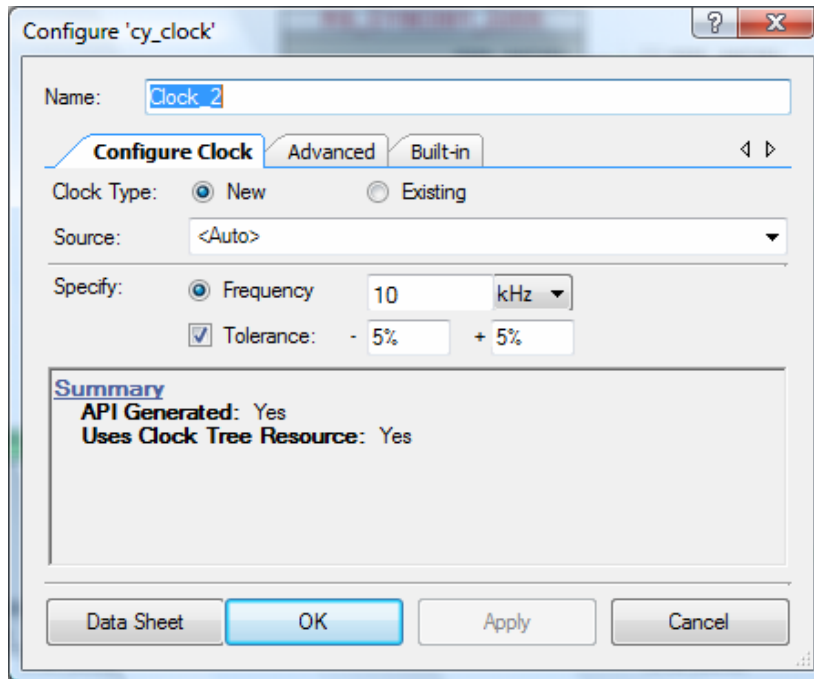 Configure 'cy_clock'
Name: Clock_2
Configure Clock Advanced Built-in
Clock Type: New Existing
Source: <Auto>
Specify: Frequency 10 kHz
Tolerance: - 5% + 5%
Summary
API Generated: Yes
Uses Clock Tree Resource: Yes
Data Sheet OK Apply Cancel